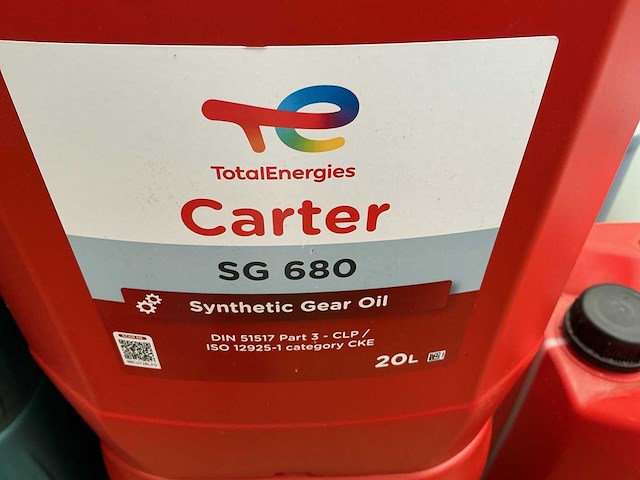 TotalEnergies
Carter
SG 680
Synthetic Gear Oil
DIN 51517 Part 3 - CLP /
ISO 12925-1 category CKE
20L